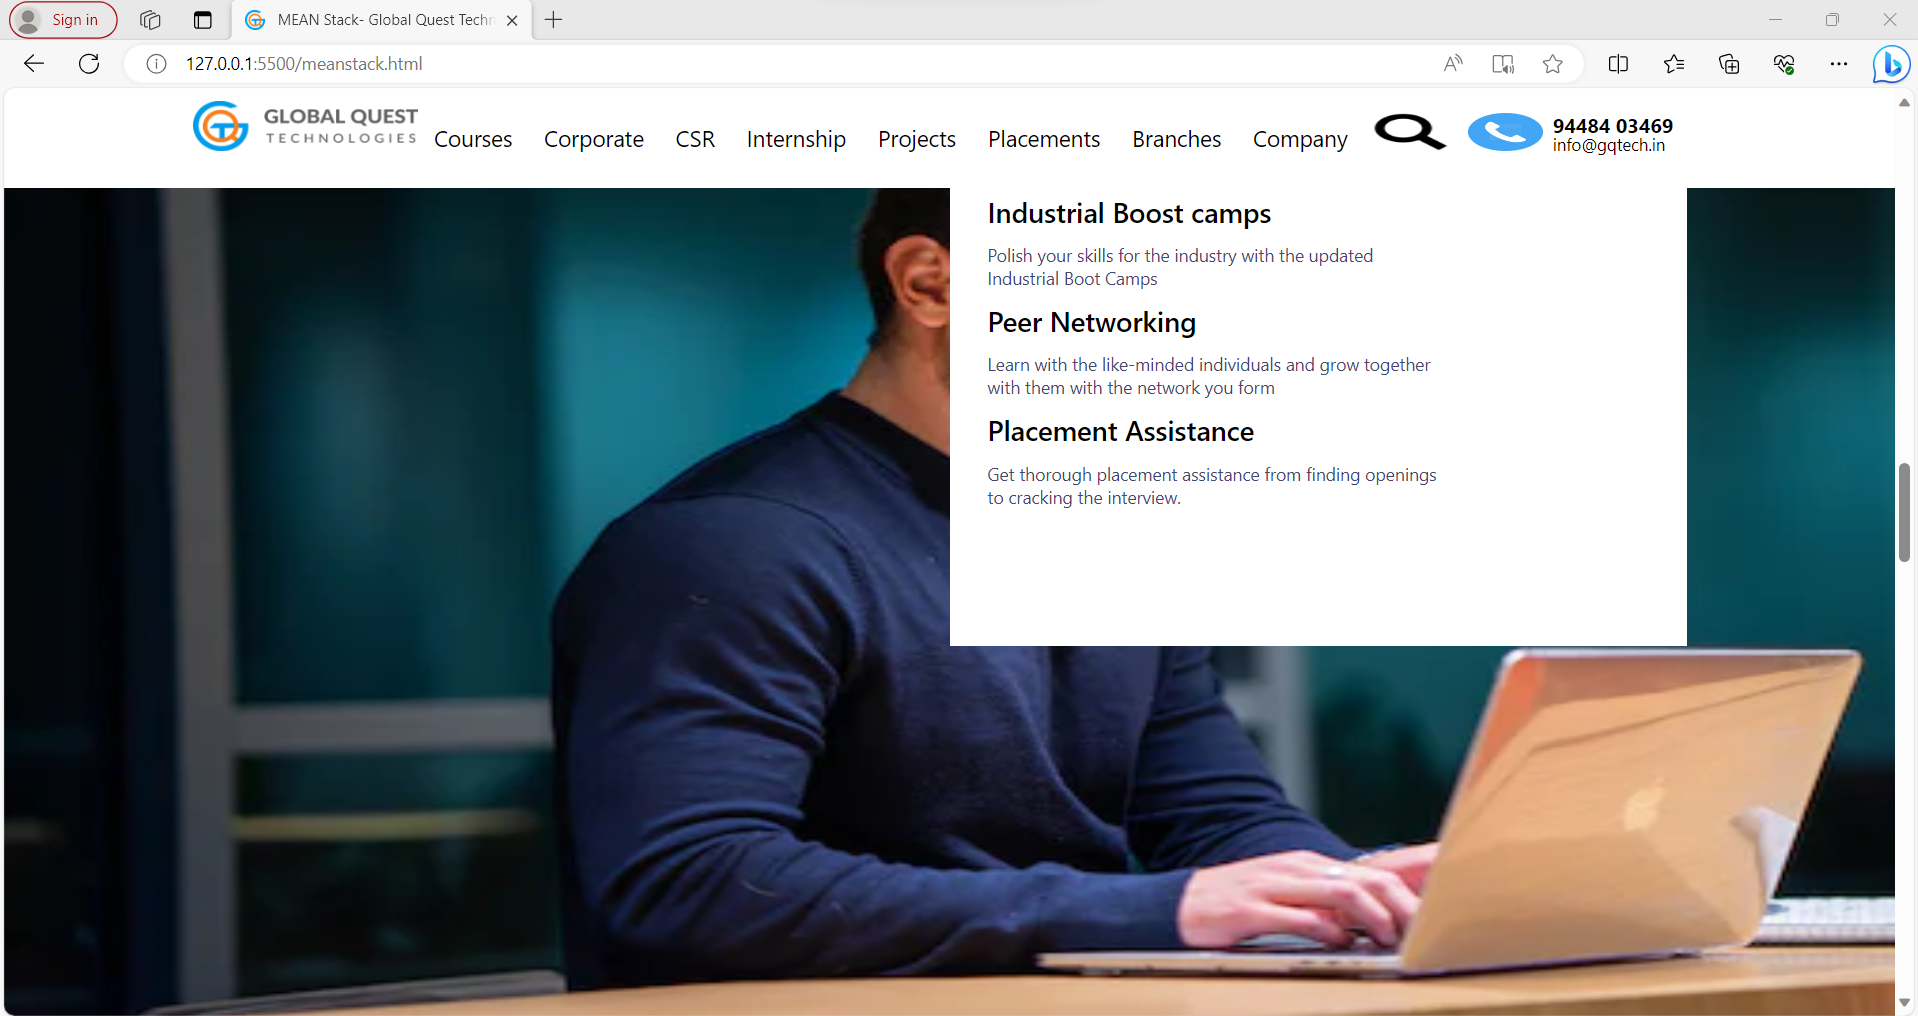 Sign in
MEAN Stack- Global Quest Techn
127.0.0.1:5500/meanstack.html
GLOBAL QUEST
TECHNOLOGIES
Courses Corporate CSR Internship Projects Placements Branches Company
94484 03469
info@gqtech.in
Industrial Boost camps
Polish your skills for the industry with the updated
Industrial Boot Camps
Peer Networking
Learn with the like-minded individuals and grow together
with them with the network you form
Placement Assistance
Get thorough placement assistance from finding openings
to cracking the interview.